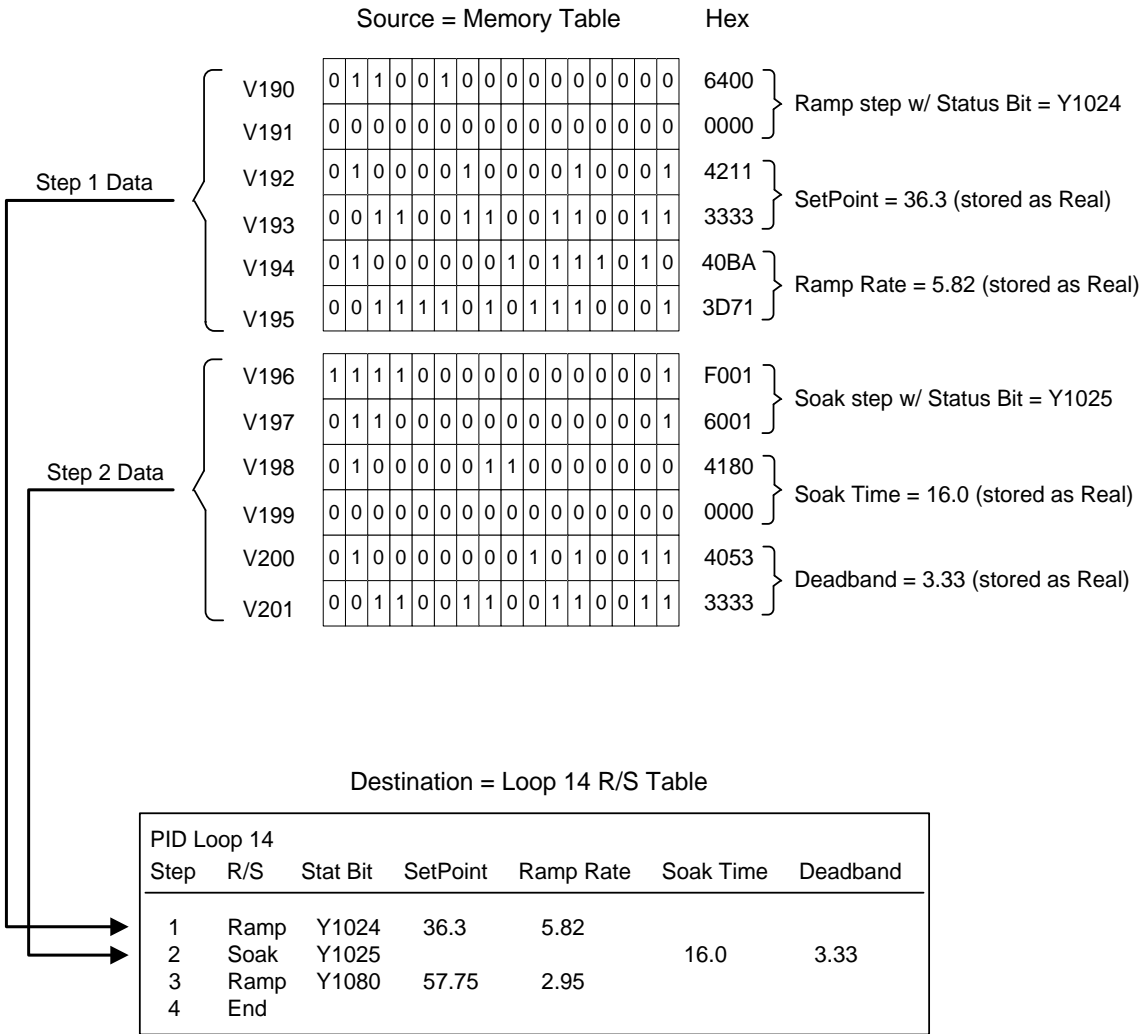 Source = Memory Table Hex
V190 0 1 1 0 0 1 0 0 0 0 0 0 0 0 0 0 6400
Ramp step w/ Status Bit = Y1024
V191 0 0 0 0 0 0 0 0 0 0 0 0 0 0 0 0 0000
Step 1 Data
V192 0 1 0 0 0 0 1 0 0 0 0 1 0 0 0 1 4211
SetPoint = 36.3 (stored as Real)
V193 0 0 1 1 0 0 1 1 0 0 1 1 0 0 1 1 3333
V194 0 1 0 0 0 0 0 0 1 0 1 1 1 0 1 0 40BA
Ramp Rate = 5.82 (stored as Real)
V195 0 0 1 1 1 1 0 1 0 1 1 1 0 0 0 1 3D71
V196 1 1 1 1 0 0 0 0 0 0 0 0 0 0 0 1 F001
Soak step w/ Status Bit = Y1025
V197 0 1 1 0 0 0 0 0 0 0 0 0 0 0 0 1 6001
Step 2 Data
V198 0 1 0 0 0 0 0 1 1 0 0 0 0 0 0 0 4180
Soak Time = 16.0 (stored as Real)
V199 0 0 0 0 0 0 0 0 0 0 0 0 0 0 0 0 0000
V200 0 1 0 0 0 0 0 0 0 1 0 1 0 0 1 1 4053
Deadband = 3.33 (stored as Real)
V201 0 0 1 1 0 0 1 1 0 0 1 1 0 0 1 1 3333
Destination = Loop 14 R/S Table
PID Loop 14
Step R/S Stat Bit SetPoint Ramp Rate Soak Time Deadband
1 Ramp Y1024 36.3 5.82
2 Soak Y1025 16.0 3.33
3 Ramp Y1080 57.75 2.95
4 End